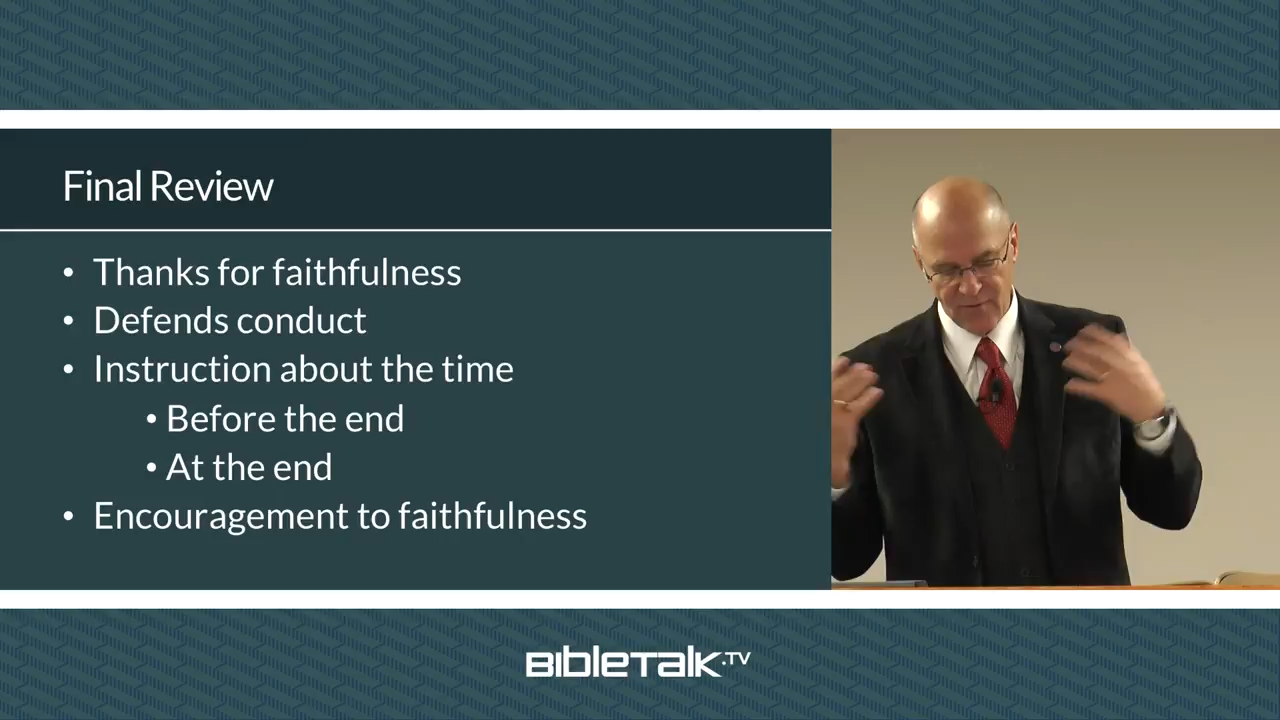 Final Review
• Thanks for faithfulness
• Defends conduct
• Instruction about the time
• Before the end
• At the end
• Encouragement to faithfulness
BibleTalk.TV